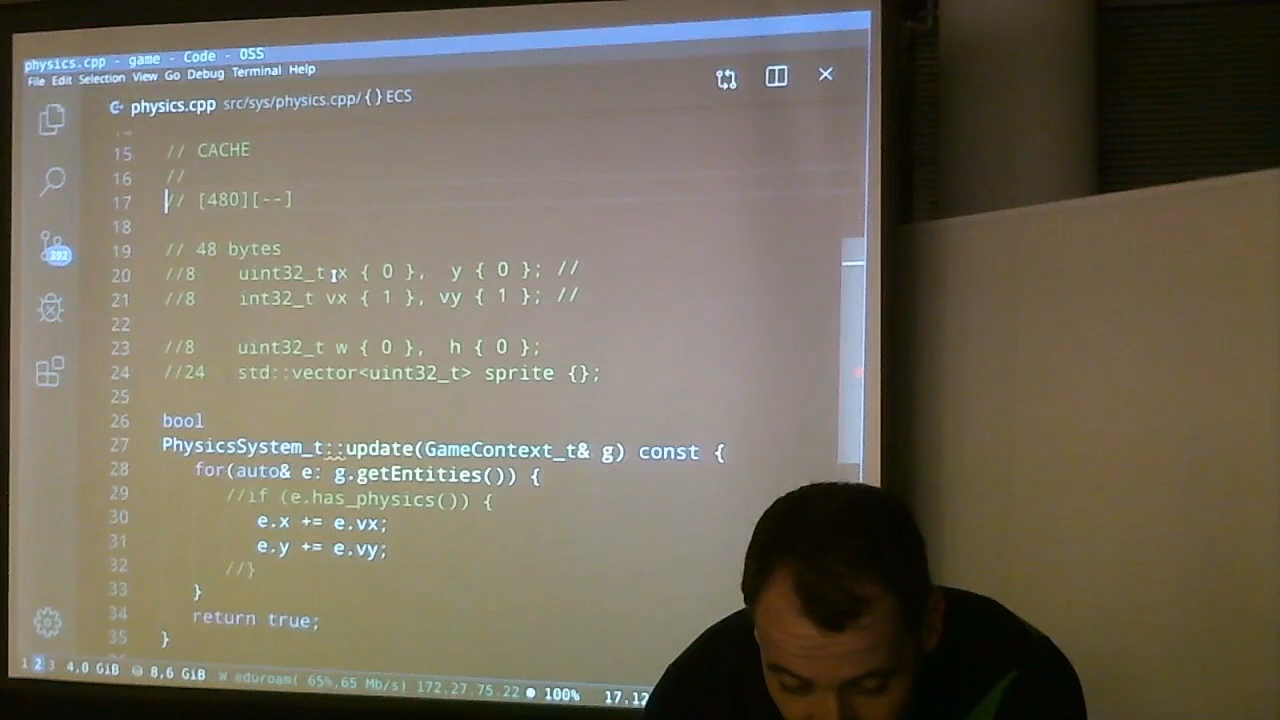 physics.cpp - game - Code - OSS
File Edit Selection View Go Debug Terminal Help
physics.cpp src/sys/physics.cpp/{} ECS
15 // CACHE
16 //
17 // [480][--]
18
19 // 48 bytes
20 //8 uint32_t x { 0 }, y { 0 }; //
21 //8 int32_t vx { 1 }, vy { 1 }; //
22
23 //8 uint32_t w { 0 }, h { 0 };
24 //24 std::vector<uint32_t> sprite {};
25
26 bool
27 PhysicsSystem_t::update(GameContext_t& g) const {
28 for(auto& e: g.getEntities()) {
29 //if (e.has_physics()) {
30 e.x += e.vx;
31 e.y += e.vy;
32 //}
33 }
34 return true;
35 }
392
1 2 3 4,0 GiB 8,6 GiB W eduroam( 65%,65 Mb/s) 172.27.75.22 100% 17.12